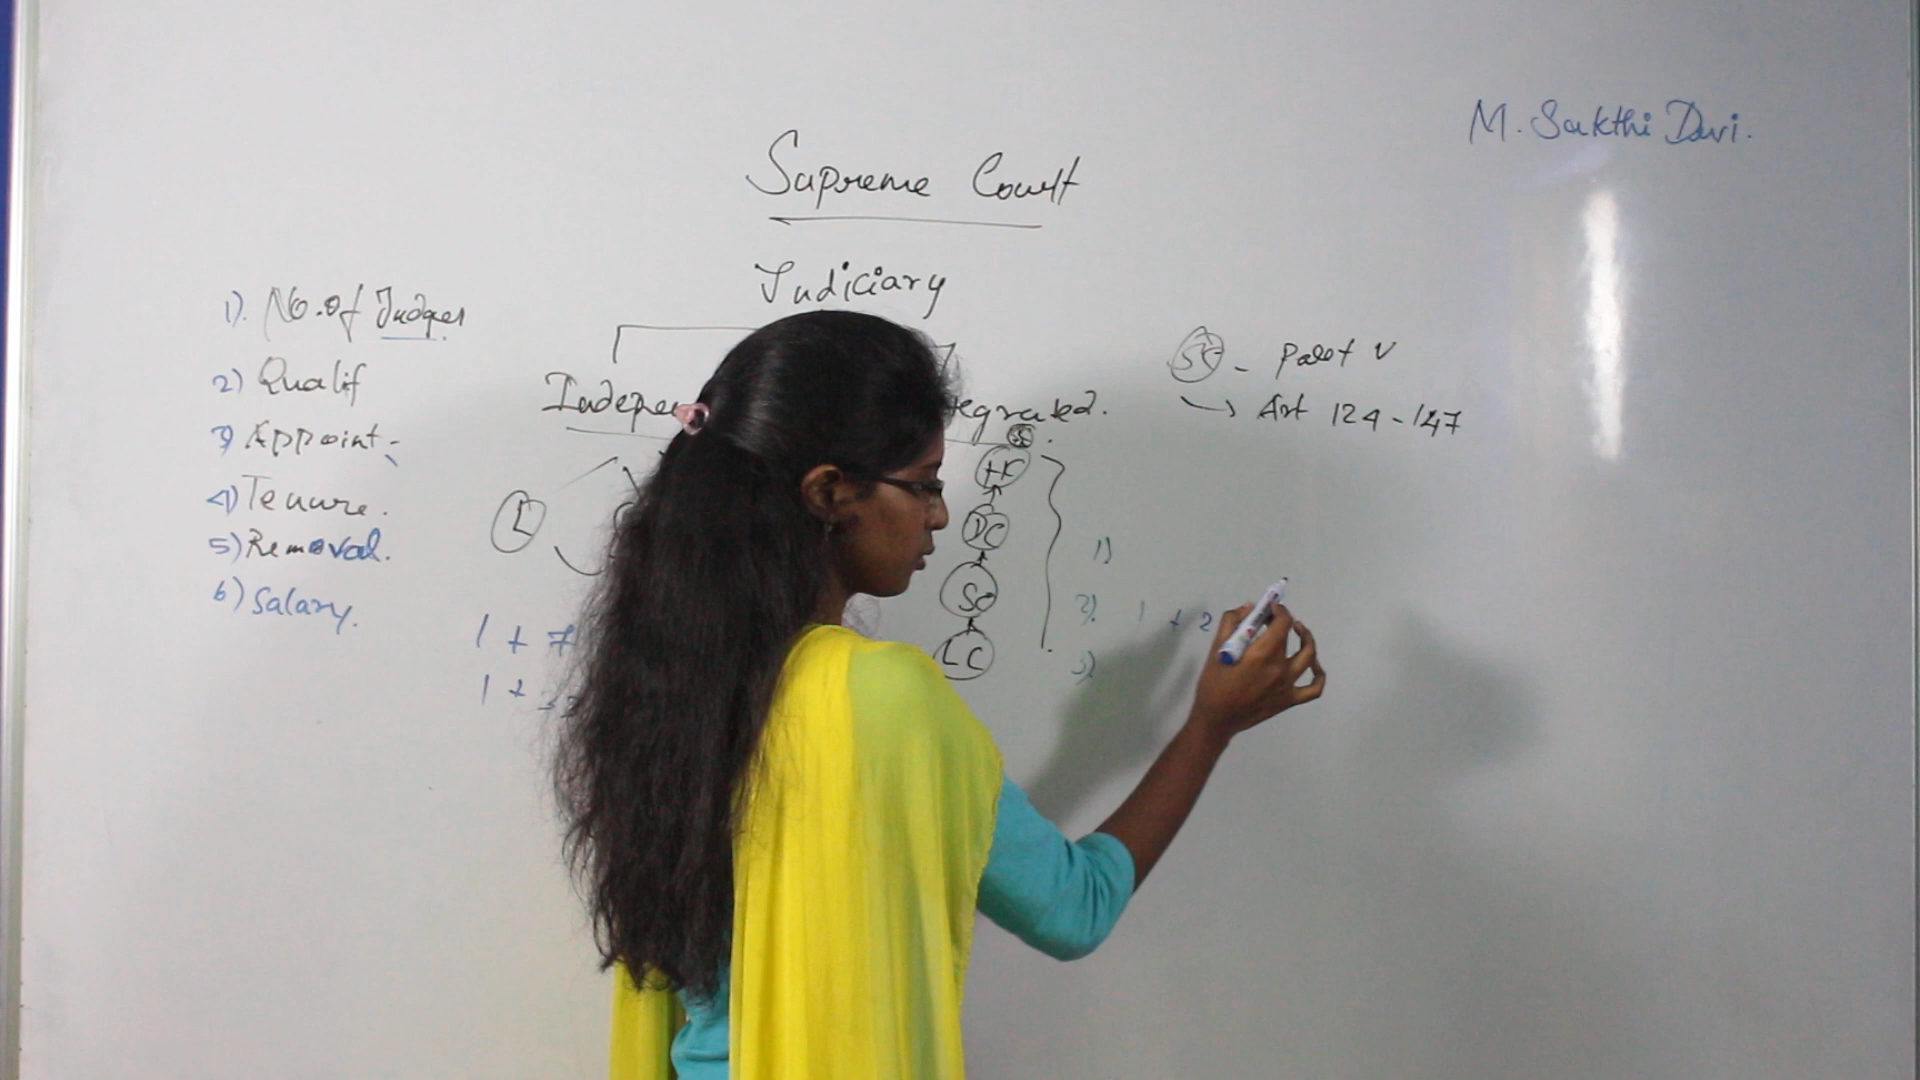 M. Sakthi Devi.
Supreme Court
Judiciary
1). No. of Judges
2) Qualif
3) Appoint -
4) Tenure.
5) Removal.
6) Salary.
1 + 7
1 +
Indepen
tegrated.
L
SC
HC
DC
SC
LC
SC - Part V
→ Art 124 - 147
1)
2). 1 + 2
3)